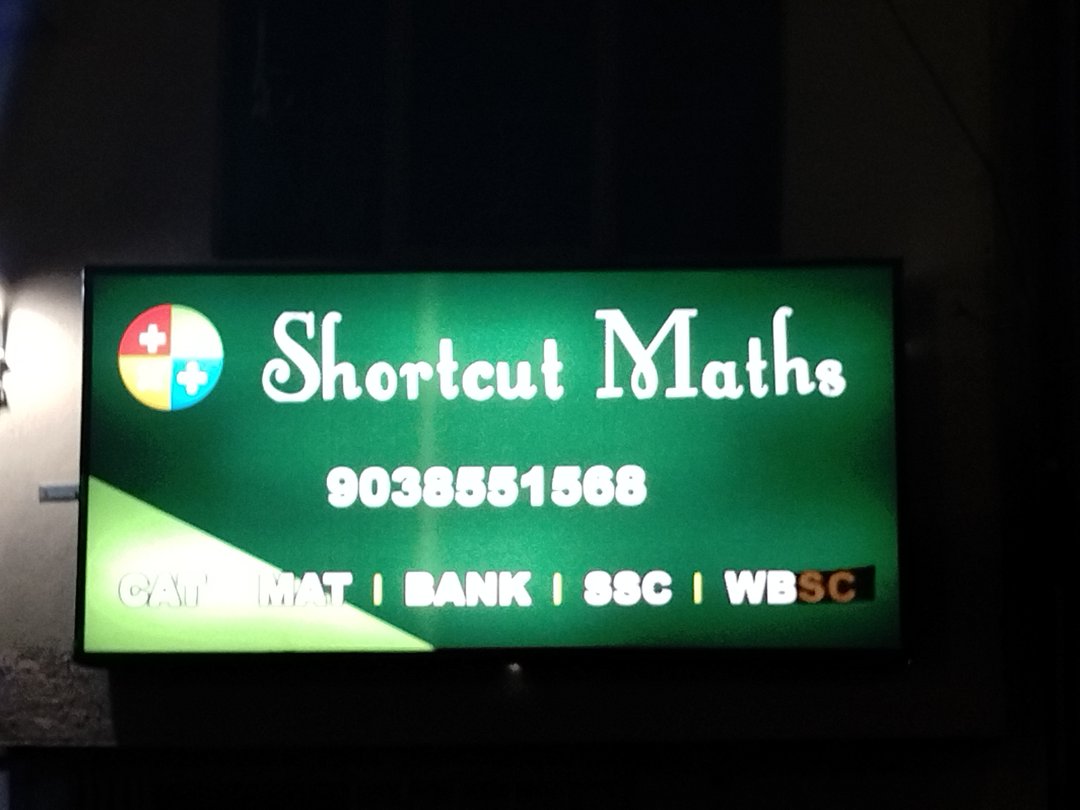 Shortcut Maths
9038551568
CAT | MAT | BANK | SSC | WBSC